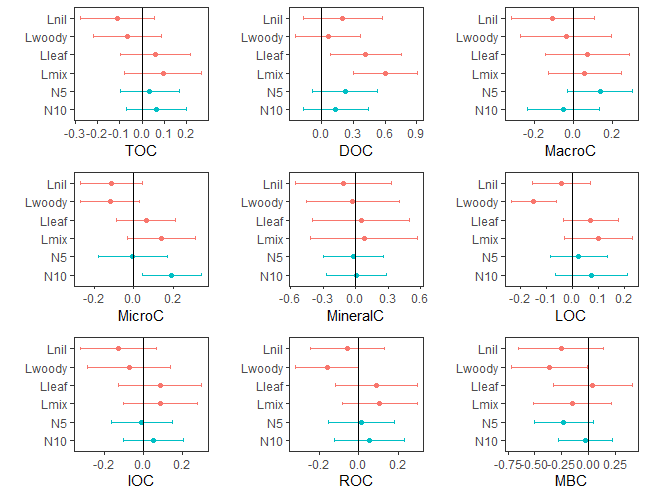 Lnil
Lwoody
Lleaf
Lmix
N5
N10
-0.3 -0.2 -0.1 0.0 0.1 0.2
TOC
Lnil
Lwoody
Lleaf
Lmix
N5
N10
0.0 0.3 0.6 0.9
DOC
Lnil
Lwoody
Lleaf
Lmix
N5
N10
-0.2 0.0 0.2
MacroC
Lnil
Lwoody
Lleaf
Lmix
N5
N10
-0.2 0.0 0.2
MicroC
Lnil
Lwoody
Lleaf
Lmix
N5
N10
-0.6 -0.3 0.0 0.3 0.6
MineralC
Lnil
Lwoody
Lleaf
Lmix
N5
N10
-0.2 -0.1 0.0 0.1 0.2
LOC
Lnil
Lwoody
Lleaf
Lmix
N5
N10
-0.2 0.0 0.2
IOC
Lnil
Lwoody
Lleaf
Lmix
N5
N10
-0.2 0.0 0.2
ROC
Lnil
Lwoody
Lleaf
Lmix
N5
N10
-0.75 -0.50 -0.25 0.00 0.25
MBC